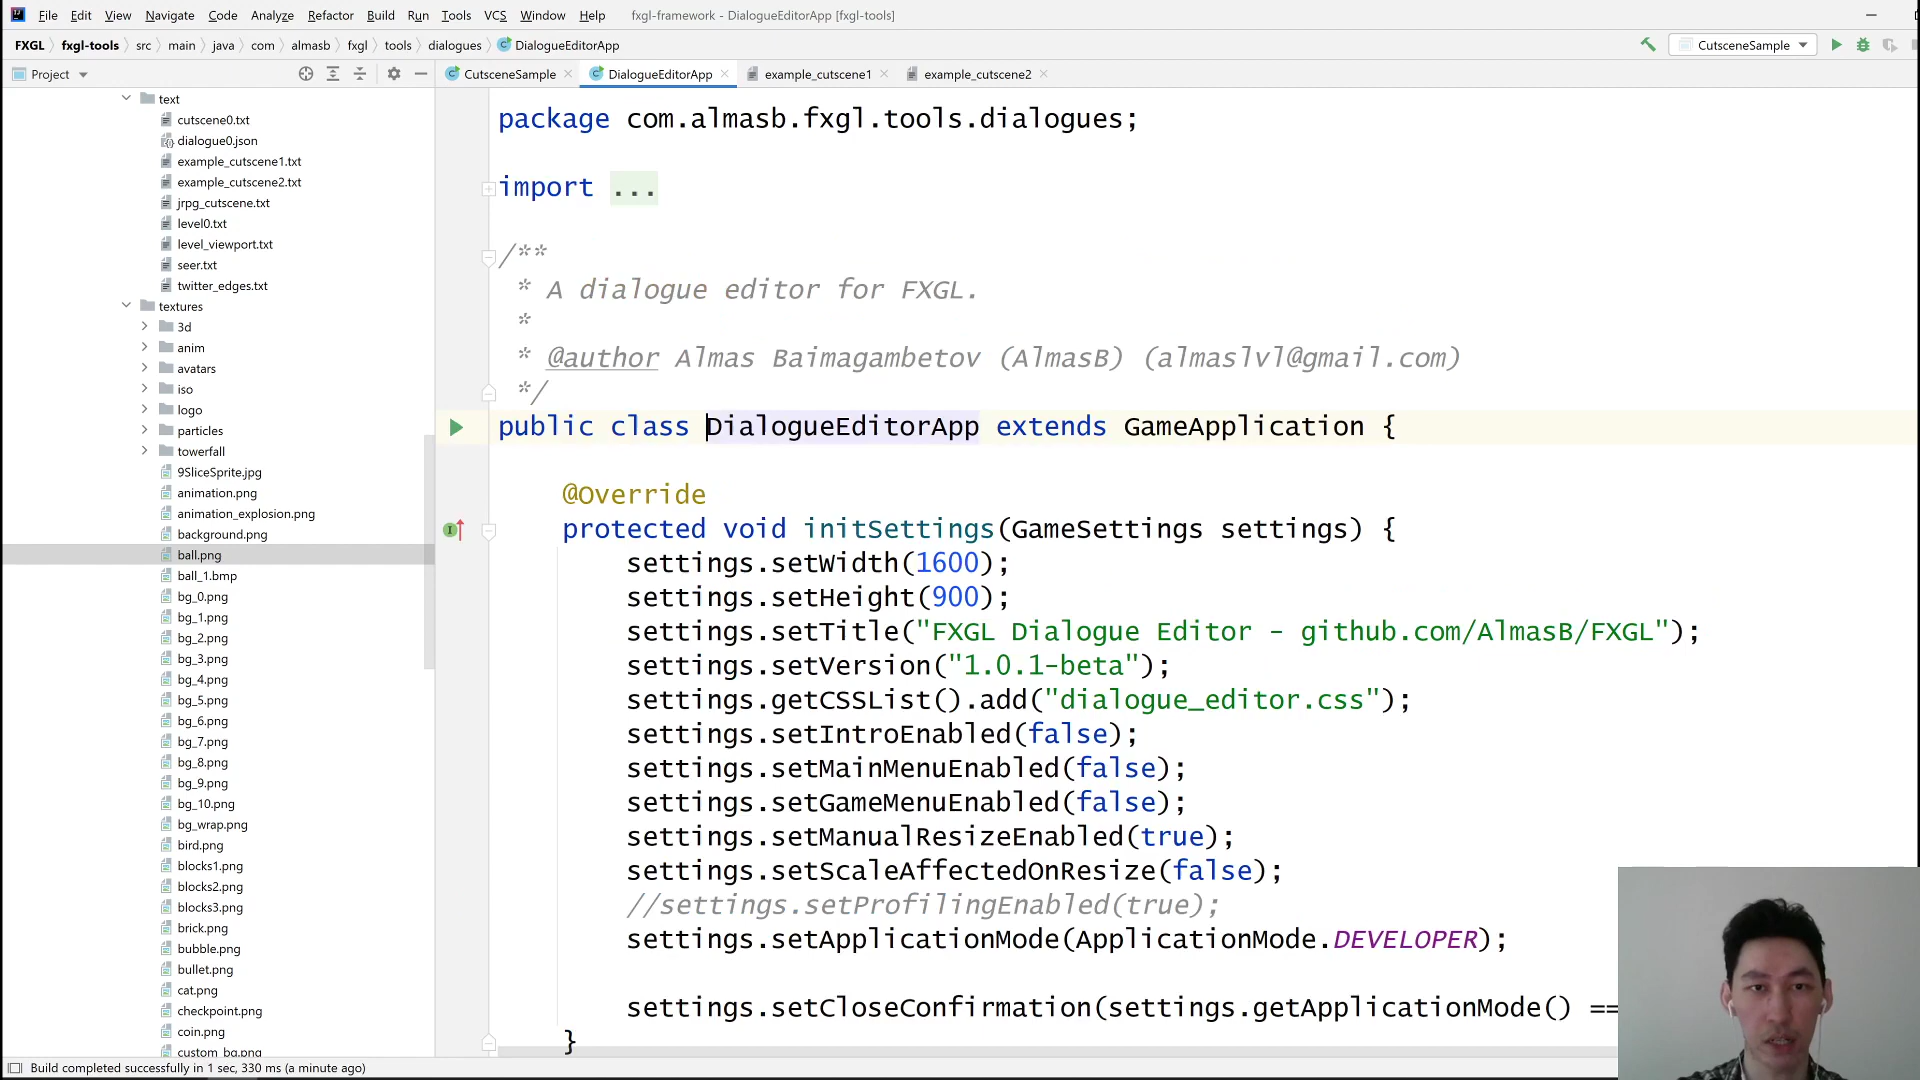 File Edit View Navigate Code Analyze Refactor Build Run Tools VCS Window Help fxgl-framework - DialogueEditorApp [fxgl-tools]
FXGL fxgl-tools src main java com almasb fxgl tools dialogues DialogueEditorApp CutsceneSample
Project
CutsceneSample DialogueEditorApp example_cutscene1 example_cutscene2
text
cutscene0.txt
dialogue0.json
example_cutscene1.txt
example_cutscene2.txt
jrpg_cutscene.txt
level0.txt
level_viewport.txt
seer.txt
twitter_edges.txt
textures
3d
anim
avatars
iso
logo
particles
towerfall
9SliceSprite.jpg
animation.png
animation_explosion.png
background.png
ball.png
ball_1.bmp
bg_0.png
bg_1.png
bg_2.png
bg_3.png
bg_4.png
bg_5.png
bg_6.png
bg_7.png
bg_8.png
bg_9.png
bg_10.png
bg_wrap.png
bird.png
blocks1.png
blocks2.png
blocks3.png
brick.png
bubble.png
bullet.png
cat.png
checkpoint.png
coin.png
custom_bg.png
package com.almasb.fxgl.tools.dialogues;
import ...
/**
* A dialogue editor for FXGL.
*
* @author Almas Baimagambetov (AlmasB) (almaslvl@gmail.com)
*/
public class DialogueEditorApp extends GameApplication {
@Override
protected void initSettings(GameSettings settings) {
settings.setWidth(1600);
settings.setHeight(900);
settings.setTitle("FXGL Dialogue Editor - github.com/AlmasB/FXGL");
settings.setVersion("1.0.1-beta");
settings.getCSSList().add("dialogue_editor.css");
settings.setIntroEnabled(false);
settings.setMainMenuEnabled(false);
settings.setGameMenuEnabled(false);
settings.setManualResizeEnabled(true);
settings.setScaleAffectedOnResize(false);
//settings.setProfilingEnabled(true);
settings.setApplicationMode(ApplicationMode.DEVELOPER);
settings.setCloseConfirmation(settings.getApplicationMode() ==
}
Build completed successfully in 1 sec, 330 ms (a minute ago)